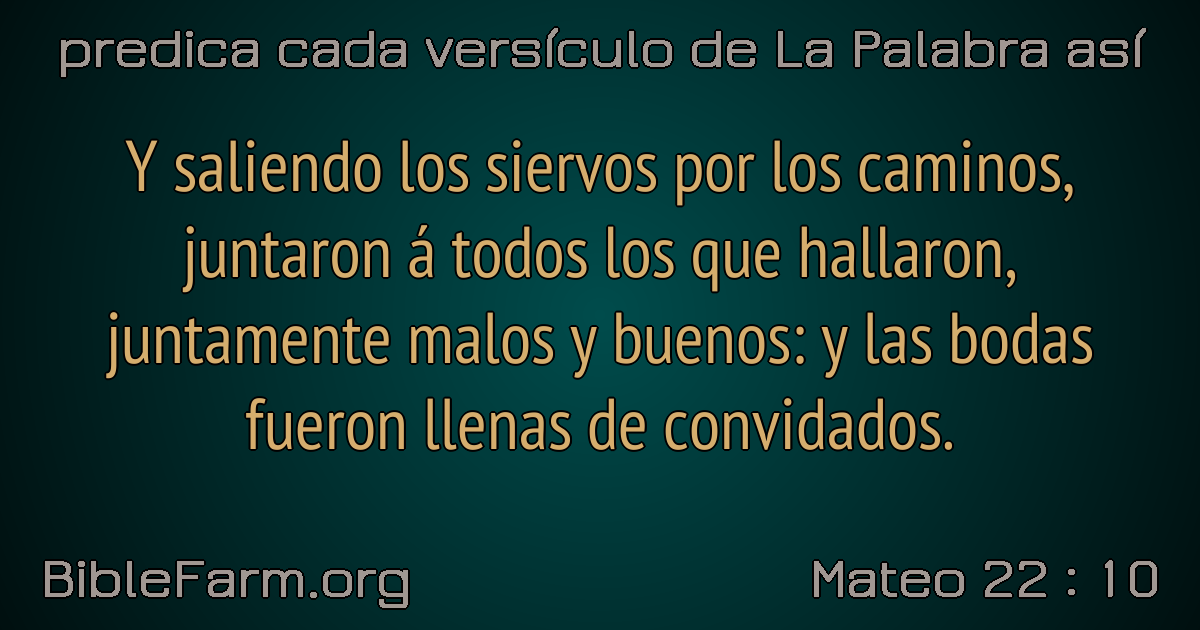 predica cada versículo de La Palabra así
Y saliendo los siervos por los caminos,
juntaron á todos los que hallaron,
juntamente malos y buenos: y las bodas
fueron llenas de convidados.
BibleFarm.org
Mateo 22 : 10